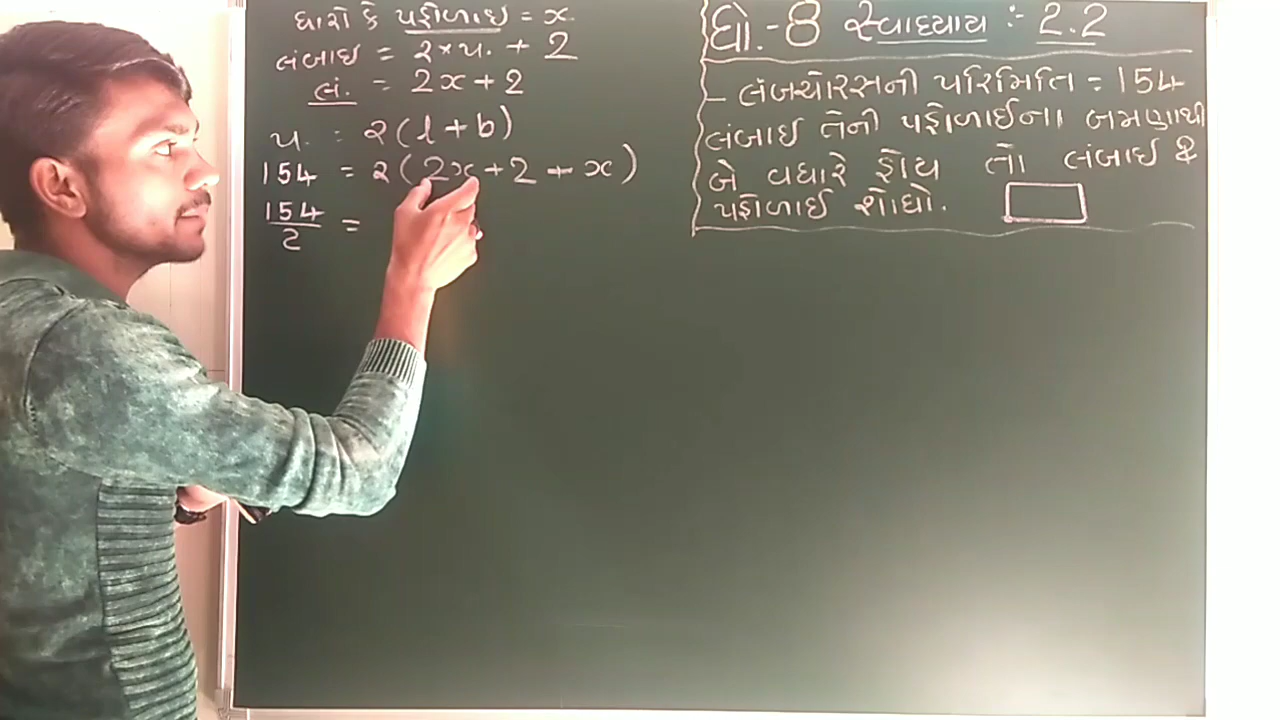 ધારો કે પહોળાઇ = x
લંબાઇ = ૨ * પ. + 2
લં. = 2x + 2
પ. = ૨ ( l + b )
154 = ૨ ( 2x + 2 + x )
154
2 =
ધો.- 8 સ્વાધ્યાય :- 2.2
- લંબચોરસની પરિમિતિ = 154
લંબાઇ તેની પહોળાઇના બમણાથી
બે વધારે હોય તો લંબાઇ &
પહોળાઇ શોધો.